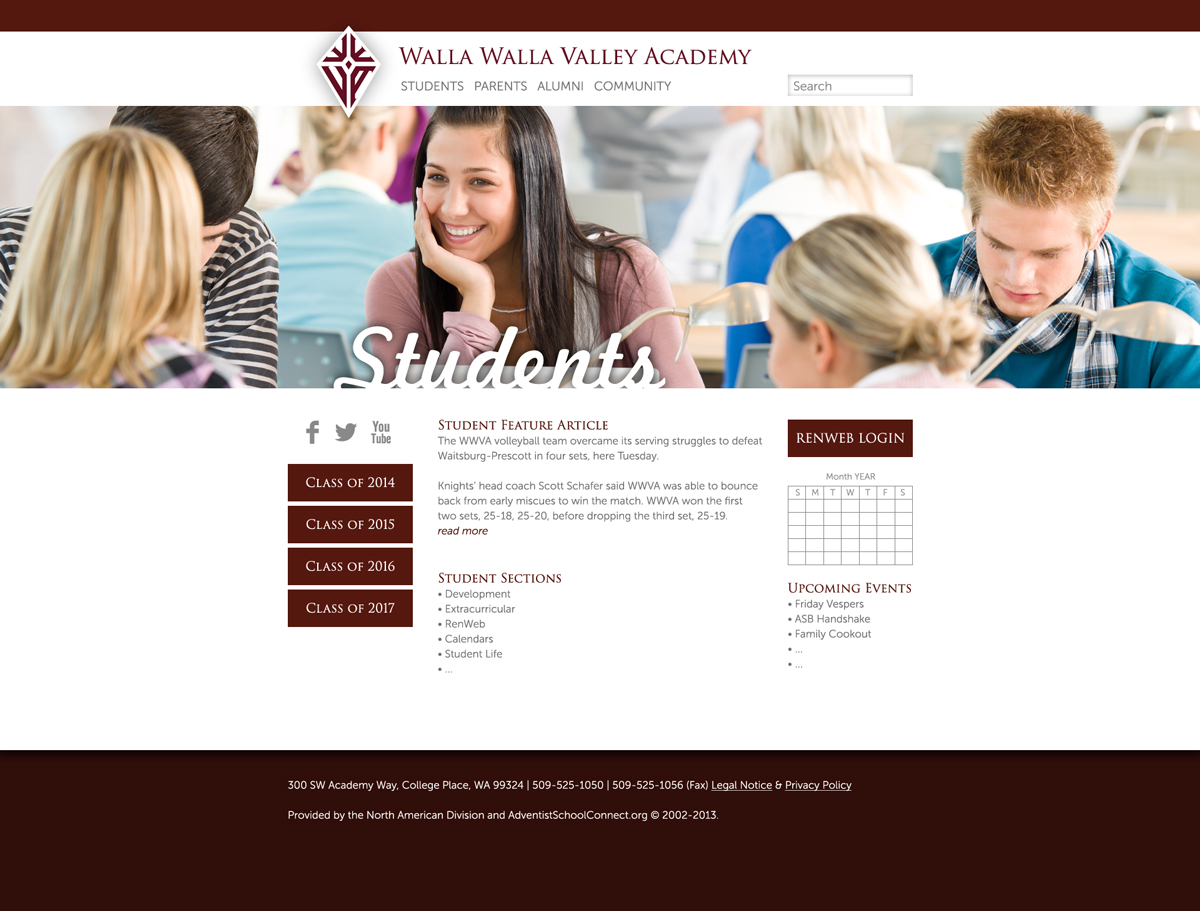 WALLA WALLA VALLEY ACADEMY
STUDENTS PARENTS ALUMNI COMMUNITY
Search
Students
You
Tube
CLASS OF 2014
CLASS OF 2015
CLASS OF 2016
CLASS OF 2017
STUDENT FEATURE ARTICLE
The WWVA volleyball team overcame its serving struggles to defeat
Waitsburg-Prescott in four sets, here Tuesday.
Knights' head coach Scott Schafer said WWVA was able to bounce
back from early miscues to win the match. WWVA won the first
two sets, 25-18, 25-20, before dropping the third set, 25-19.
read more
STUDENT SECTIONS
• Development
• Extracurricular
• RenWeb
• Calendars
• Student Life
• ...
RENWEB LOGIN
Month YEAR
S M T W T F S
UPCOMING EVENTS
• Friday Vespers
• ASB Handshake
• Family Cookout
• ...
• ...
300 SW Academy Way, College Place, WA 99324 | 509-525-1050 | 509-525-1056 (Fax) Legal Notice & Privacy Policy
Provided by the North American Division and AdventistSchoolConnect.org © 2002-2013.